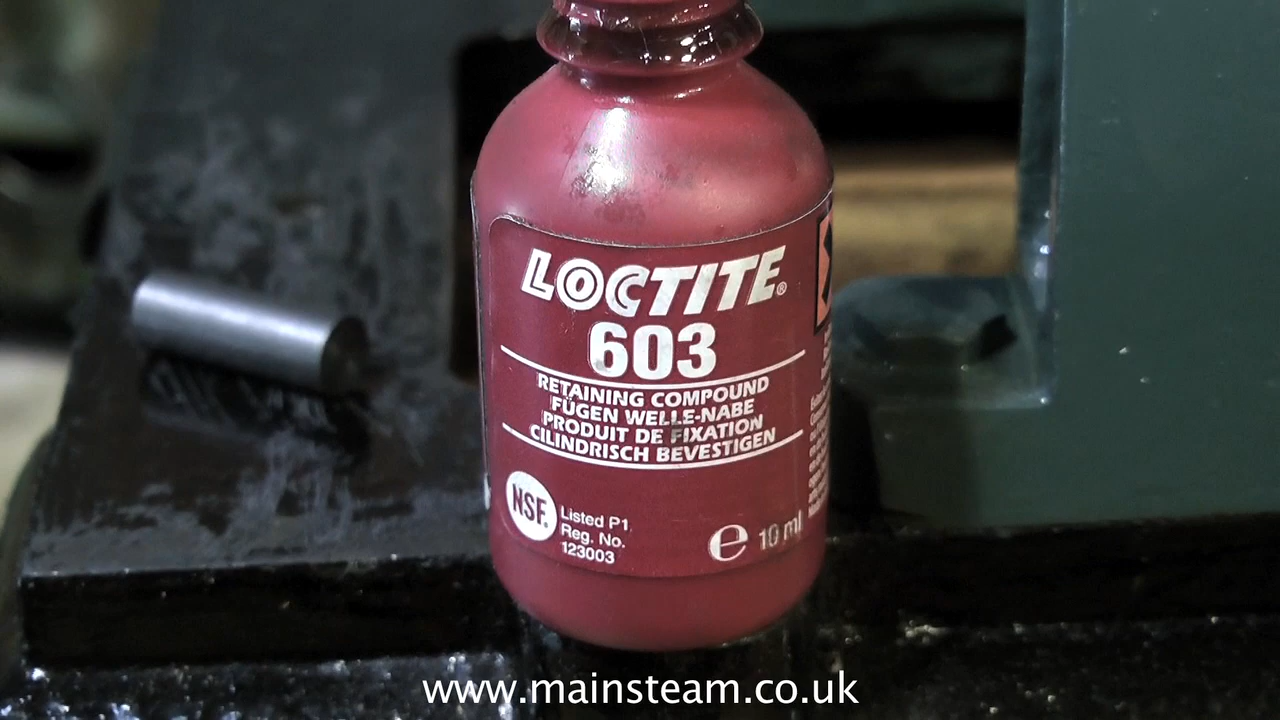 LOCTITE®
603
RETAINING COMPOUND
FÜGEN WELLE-NABE
PRODUIT DE FIXATION
CILINDRISCH BEVESTIGEN
NSF®
Listed P1
Reg. No.
123003
e 10 ml
www.mainsteam.co.uk